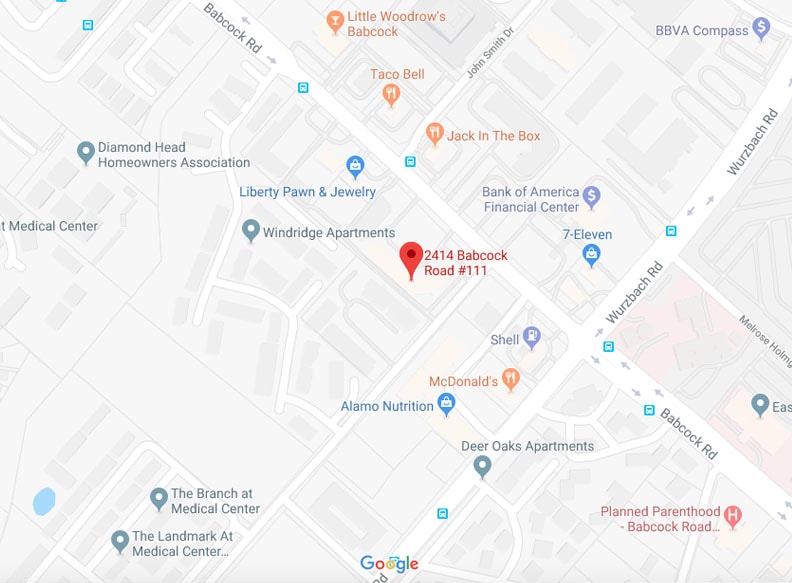 Little Woodrow's
Babcock
BBVA Compass
Babcock Rd
John Smith Dr
Taco Bell
Jack In The Box
Wurzbach Rd
Diamond Head
Homeowners Association
Liberty Pawn & Jewelry
Bank of America
Financial Center
7-Eleven
t Medical Center
Windridge Apartments
2414 Babcock
Road #111
Wurzbach Rd
Shell
Melrose Holmg
McDonald's
Alamo Nutrition
Eas
Babcock Rd
Deer Oaks Apartments
The Branch at
Medical Center
Planned Parenthood
- Babcock Road...
The Landmark At
Medical Center...
Google
Rd